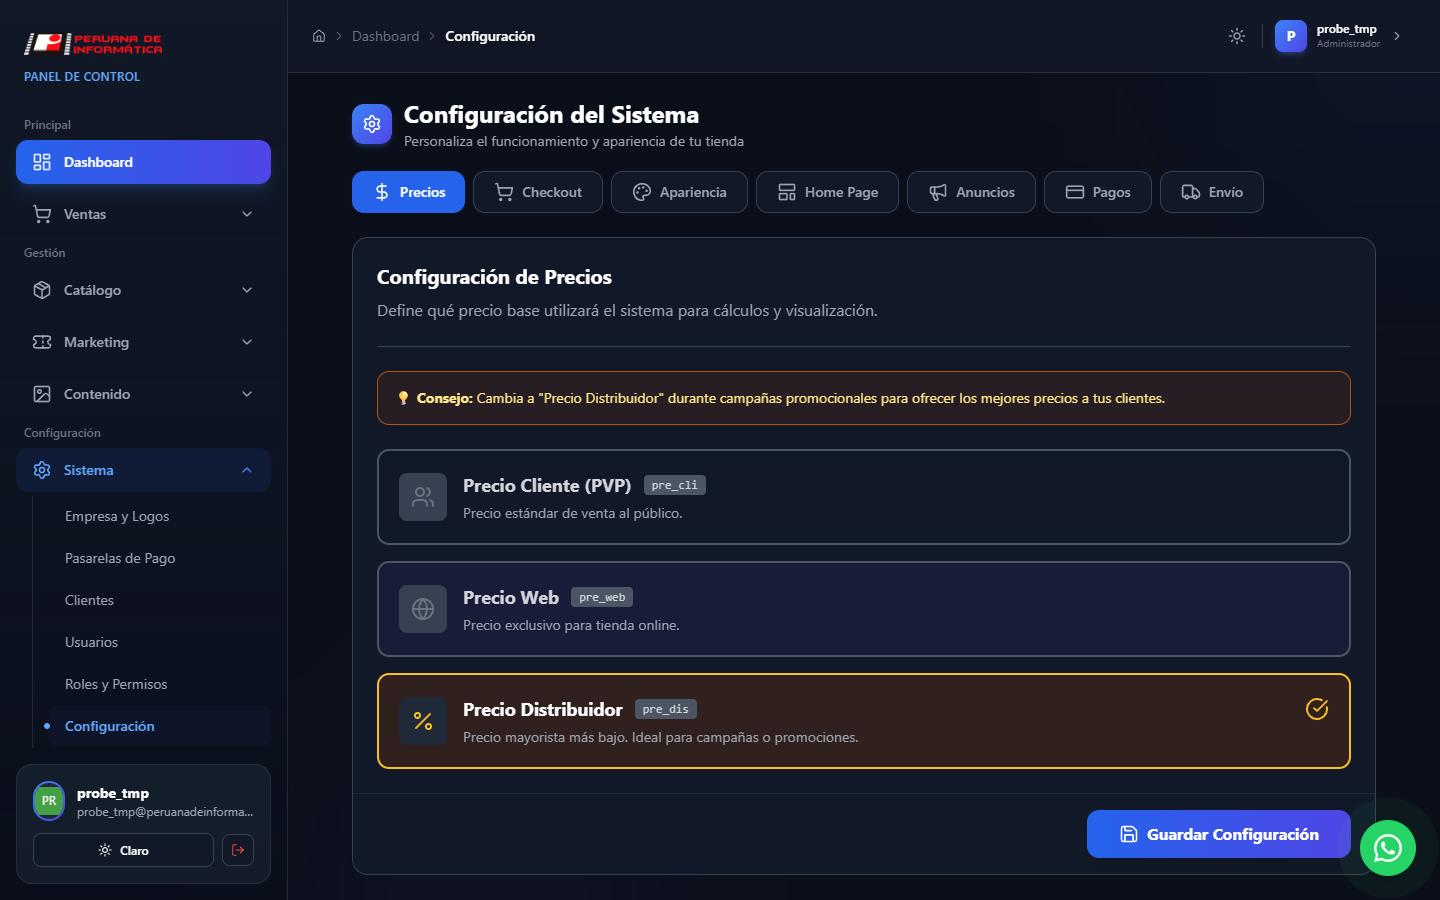 PERUANA DE
INFORMÁTICA
PANEL DE CONTROL
Principal
Dashboard
Ventas
Gestión
Catálogo
Marketing
Contenido
Configuración
Sistema
Empresa y Logos
Pasarelas de Pago
Clientes
Usuarios
Roles y Permisos
Configuración
PR
probe_tmp
probe_tmp@peruanadeinforma...
Claro
Dashboard
Configuración
P
probe_tmp
Administrador
Configuración del Sistema
Personaliza el funcionamiento y apariencia de tu tienda
Precios
Checkout
Apariencia
Home Page
Anuncios
Pagos
Envío
Configuración de Precios
Define qué precio base utilizará el sistema para cálculos y visualización.
Consejo: Cambia a "Precio Distribuidor" durante campañas promocionales para ofrecer los mejores precios a tus clientes.
Precio Cliente (PVP) pre_cli
Precio estándar de venta al público.
Precio Web pre_web
Precio exclusivo para tienda online.
Precio Distribuidor pre_dis
Precio mayorista más bajo. Ideal para campañas o promociones.
Guardar Configuración